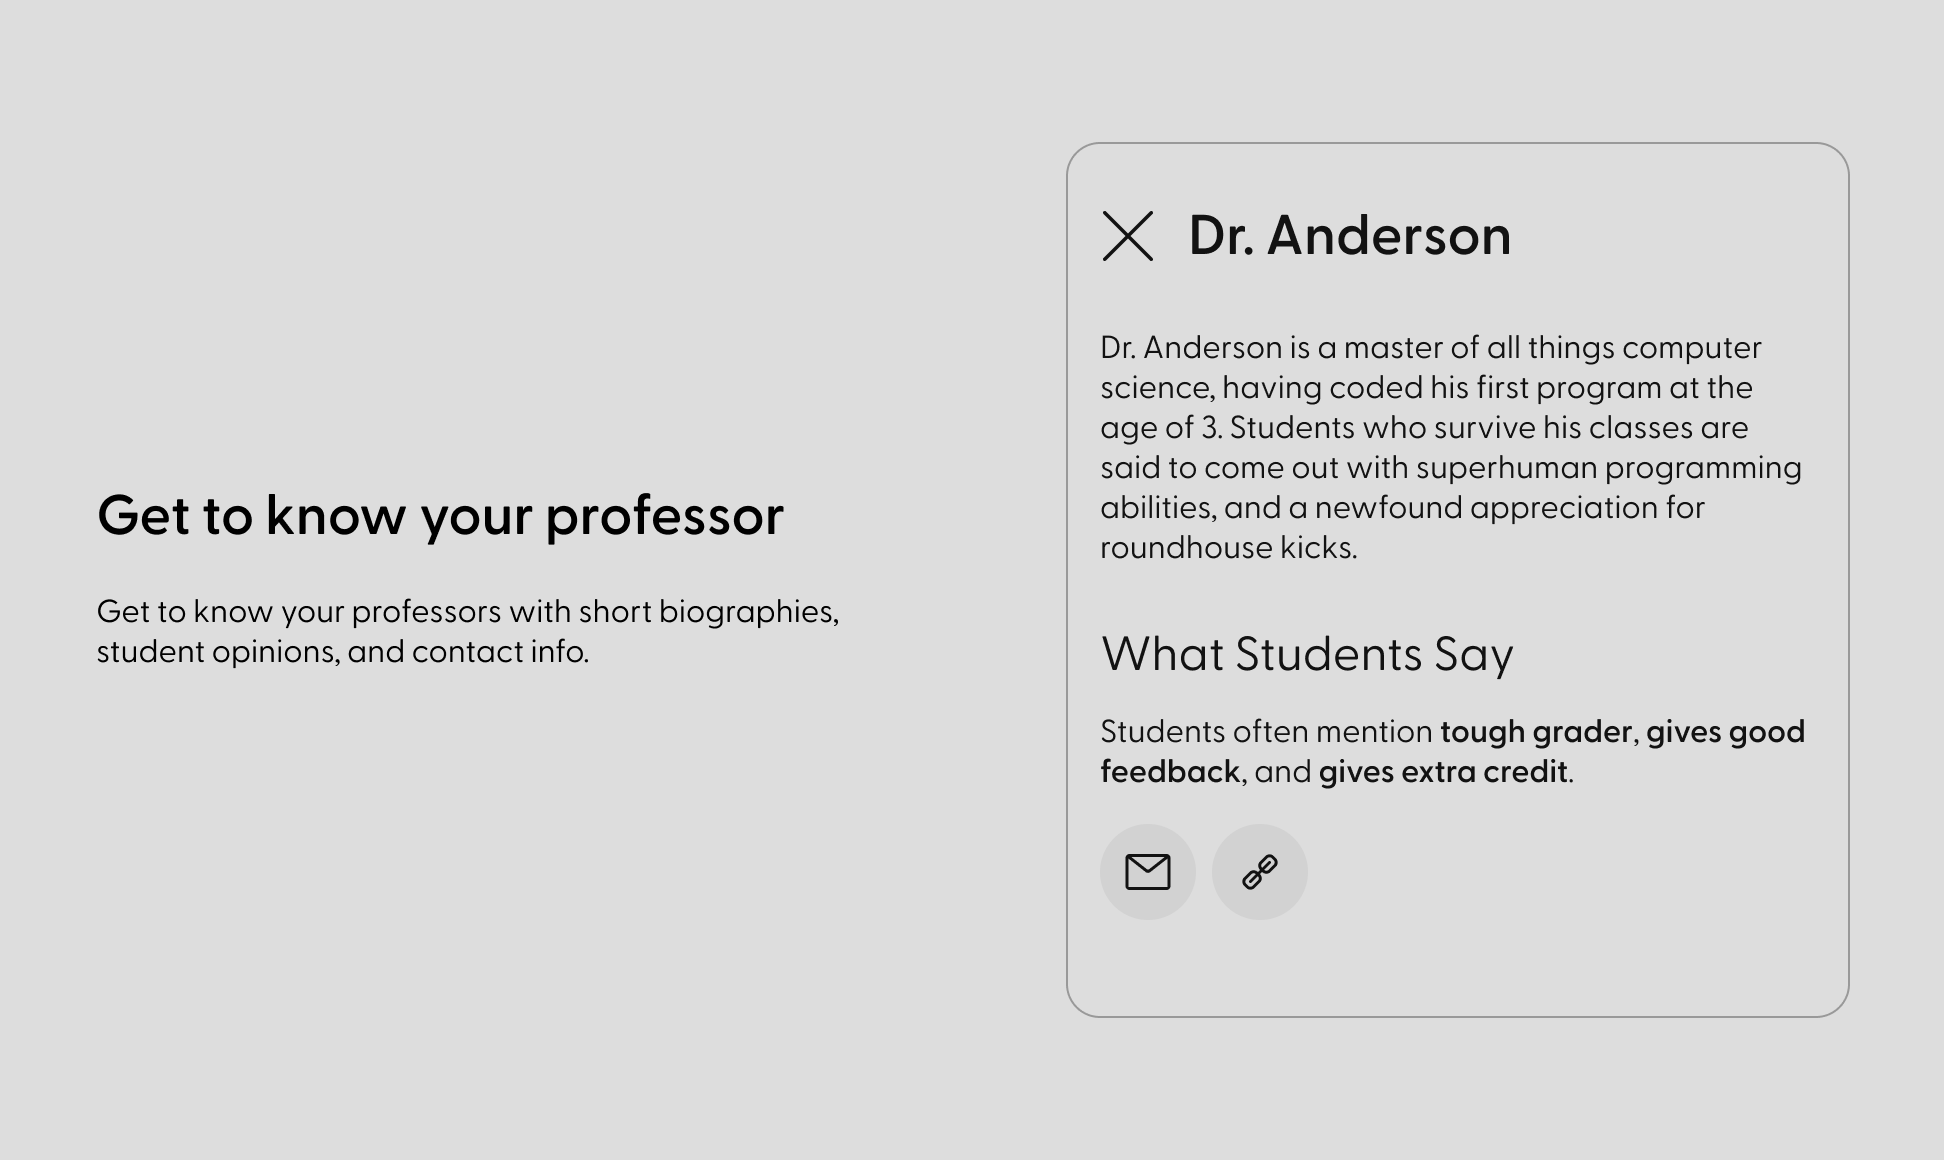 Get to know your professor
Get to know your professors with short biographies,
student opinions, and contact info.
Dr. Anderson
Dr. Anderson is a master of all things computer
science, having coded his first program at the
age of 3. Students who survive his classes are
said to come out with superhuman programming
abilities, and a newfound appreciation for
roundhouse kicks.
What Students Say
Students often mention tough grader, gives good
feedback, and gives extra credit.